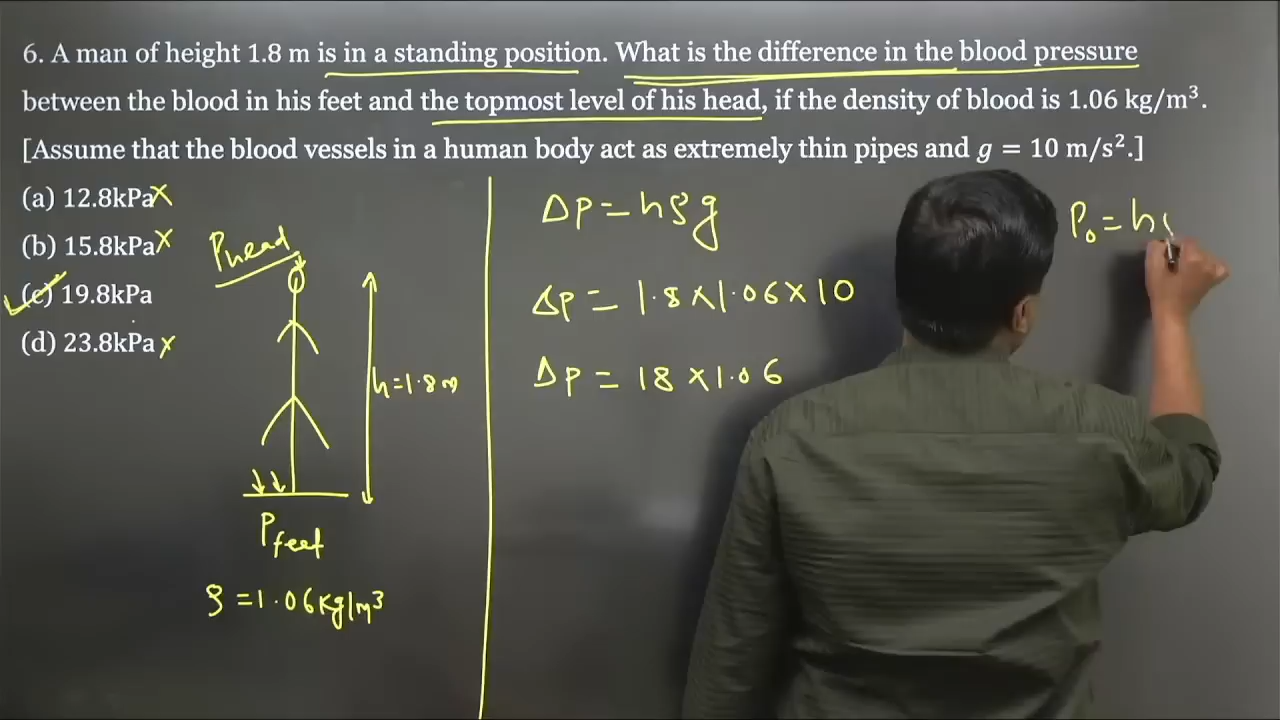 6. A man of height 1.8 m is in a standing position. What is the difference in the blood pressure
between the blood in his feet and the topmost level of his head, if the density of blood is 1.06 kg/m³.
[Assume that the blood vessels in a human body act as extremely thin pipes and g = 10 m/s².]
(a) 12.8kPa x
(b) 15.8kPa x
(c) 19.8kPa
(d) 23.8kPa x
P head
h=1.8m
P feet
ρ =1.06kg/m³
ΔP = hρg
ΔP = 1.8×1.06×10
ΔP = 18×1.06
P₀ = h